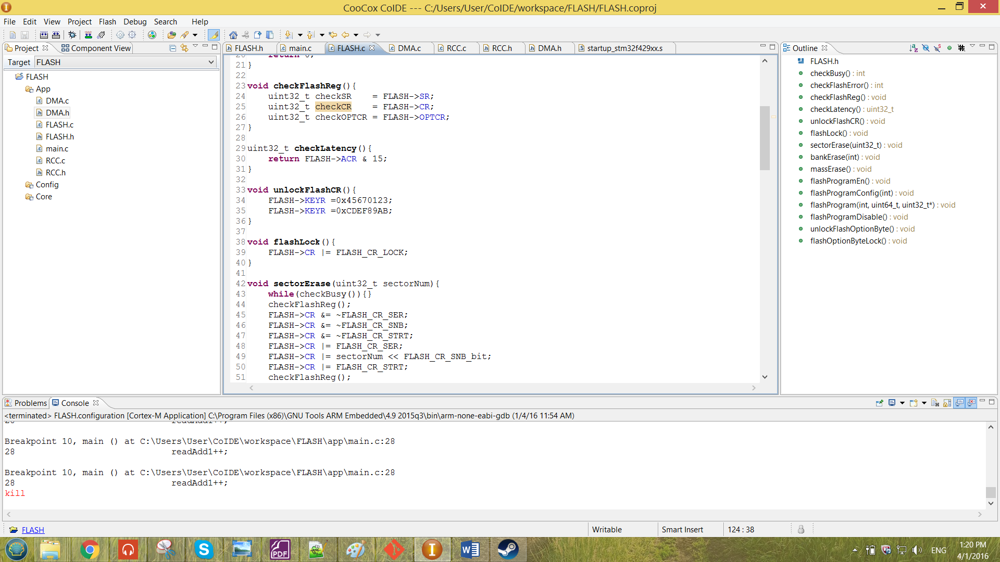 CooCox CoIDE --- C:/Users/User/CoIDE/workspace/FLASH/FLASH.coproj
File Edit View Project Flash Debug Search Help
Project Component View
Target FLASH
FLASH
App
DMA.c
DMA.h
FLASH.c
FLASH.h
main.c
RCC.c
RCC.h
Config
Core
FLASH.h main.c FLASH.c DMA.c RCC.c RCC.h DMA.h startup_stm32f429xx.s
20 return 0;
21 }
22
23 void checkFlashReg(){
24 uint32_t checkSR = FLASH->SR;
25 uint32_t checkCR = FLASH->CR;
26 uint32_t checkOPTCR = FLASH->OPTCR;
27 }
28
29 uint32_t checkLatency(){
30 return FLASH->ACR & 15;
31 }
32
33 void unlockFlashCR(){
34 FLASH->KEYR =0x45670123;
35 FLASH->KEYR =0xCDEF89AB;
36 }
37
38 void flashLock(){
39 FLASH->CR |= FLASH_CR_LOCK;
40 }
41
42 void sectorErase(uint32_t sectorNum){
43 while(checkBusy()){}
44 checkFlashReg();
45 FLASH->CR &= ~FLASH_CR_SER;
46 FLASH->CR &= ~FLASH_CR_SNB;
47 FLASH->CR &= ~FLASH_CR_STRT;
48 FLASH->CR |= FLASH_CR_SER;
49 FLASH->CR |= sectorNum << FLASH_CR_SNB_bit;
50 FLASH->CR |= FLASH_CR_STRT;
51 checkFlashReg();
Outline
FLASH.h
checkBusy() : int
checkFlashError() : int
checkFlashReg() : void
checkLatency() : uint32_t
unlockFlashCR() : void
flashLock() : void
sectorErase(uint32_t) : void
bankErase(int) : void
massErase() : void
flashProgramEn() : void
flashProgramConfig(int) : void
flashProgram(int, uint64_t, uint32_t*) : void
flashProgramDisable() : void
unlockFlashOptionByte() : void
flashOptionByteLock() : void
Problems Console
<terminated> FLASH.configuration [Cortex-M Application] C:\Program Files (x86)\GNU Tools ARM Embedded\4.9 2015q3\bin\arm-none-eabi-gdb (1/4/16 11:54 AM)
28 readAdd1++;
Breakpoint 10, main () at C:\Users\User\CoIDE\workspace\FLASH\app\main.c:28
28 readAdd1++;
Breakpoint 10, main () at C:\Users\User\CoIDE\workspace\FLASH\app\main.c:28
28 readAdd1++;
kill
FLASH
Writable Smart Insert 124 : 38
PDF
ENG
1:20 PM
4/1/2016